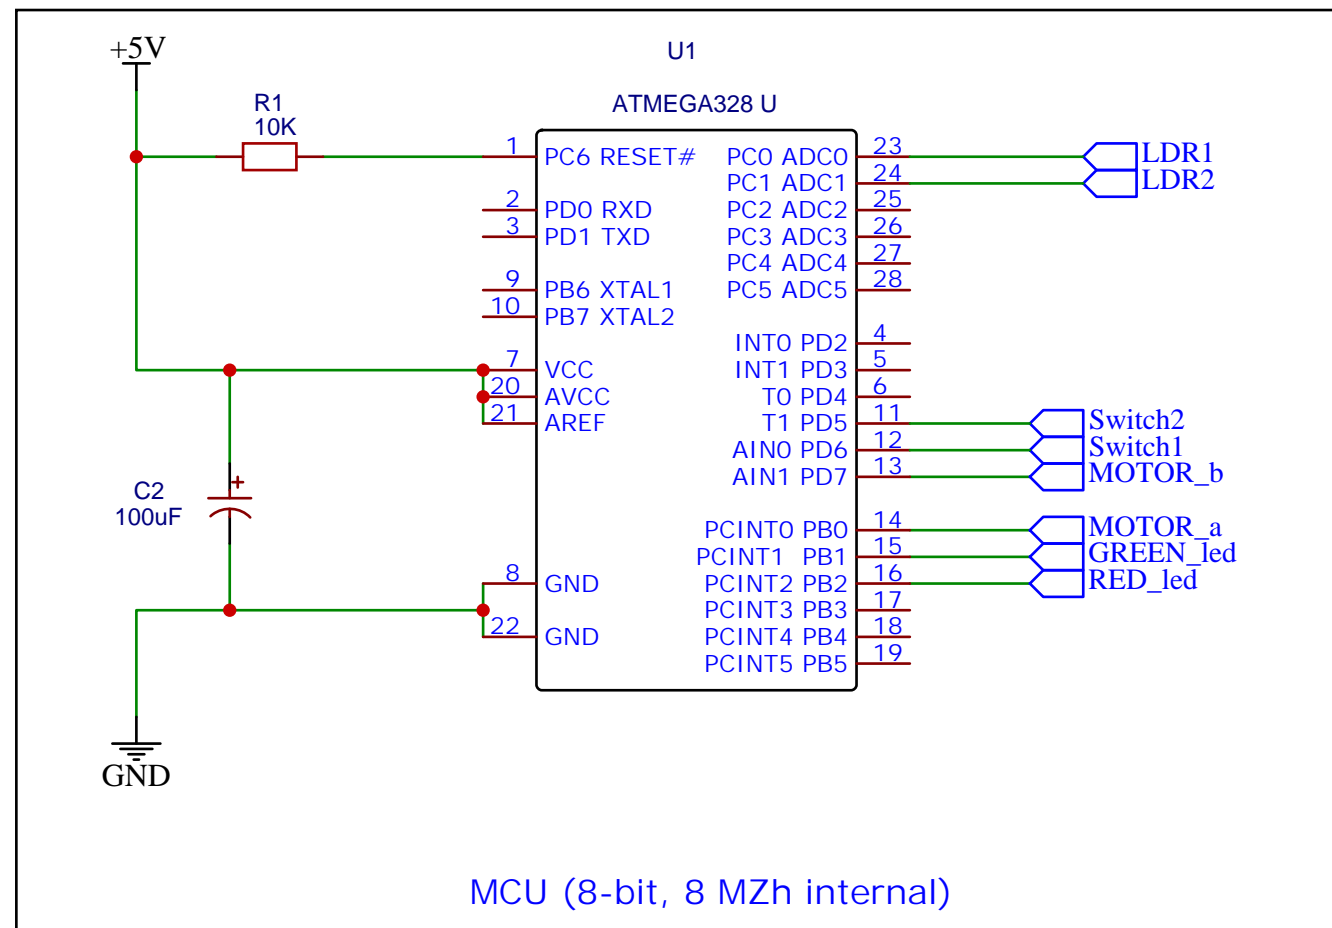 +5V
U1
ATMEGA328 U
R1
10K
1 PC6 RESET#
2 PD0 RXD
3 PD1 TXD
9 PB6 XTAL1
10 PB7 XTAL2
7 VCC
20 AVCC
21 AREF
8 GND
22 GND
C2
100uF
GND
PC0 ADC0 23 LDR1
PC1 ADC1 24 LDR2
PC2 ADC2 25
PC3 ADC3 26
PC4 ADC4 27
PC5 ADC5 28
INT0 PD2 4
INT1 PD3 5
T0 PD4 6
T1 PD5 11 Switch2
AIN0 PD6 12 Switch1
AIN1 PD7 13 MOTOR_b
PCINT0 PB0 14 MOTOR_a
PCINT1 PB1 15 GREEN_led
PCINT2 PB2 16 RED_led
PCINT3 PB3 17
PCINT4 PB4 18
PCINT5 PB5 19
+
MCU (8-bit, 8 MZh internal)